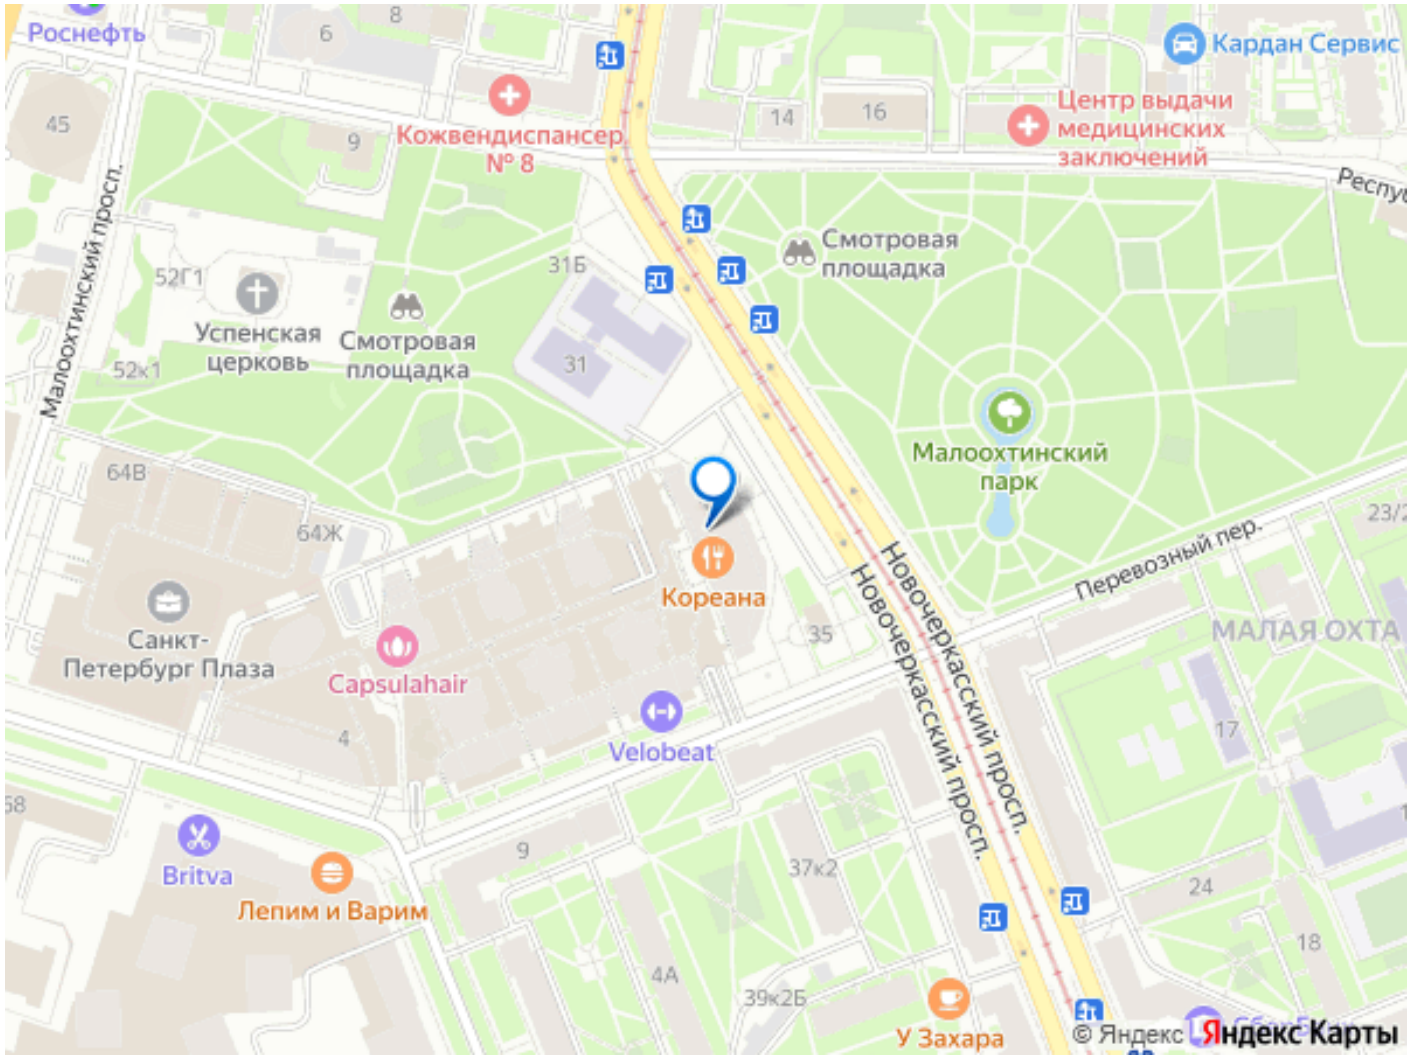 Роснефть
8
6
Кардан Сервис
45
9
Кожвендиспансер
№ 8
14
16
Центр выдачи
медицинских
заключений
Малоохтинский просп.
52Г1
31Б
Смотровая
площадка
Успенская
церковь
Смотровая
площадка
52к1
31
Малоохтинский
парк
64В
64Ж
23/2
Перевозный пер.
Новочеркасский просп.
Новочеркасский просп.
Кореана
35
МАЛАЯ ОХТА
Санкт-
Петербург Плаза
Capsulahair
4
Velobeat
17
68
Britva
9
37к2
24
Лепим и Варим
18
4А
39к2Б
У Захара
© Яндекс
Яндекс Карты